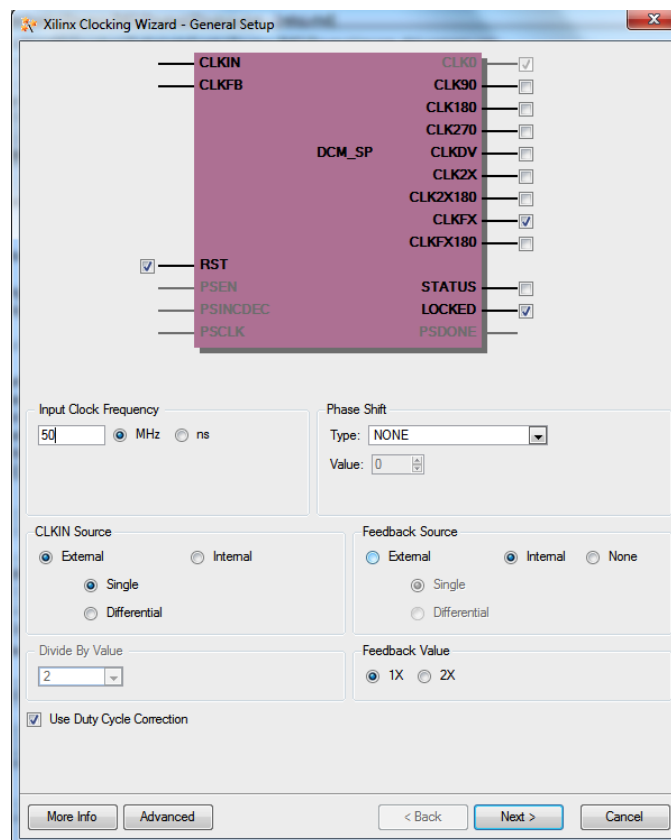 Xilinx Clocking Wizard - General Setup
CLKIN CLK0
CLKFB CLK90
CLK180
CLK270
DCM_SP CLKDV
CLK2X
CLK2X180
CLKFX
CLKFX180
RST
PSEN STATUS
PSINCDEC LOCKED
PSCLK PSDONE
Input Clock Frequency
50 MHz ns
Phase Shift
Type: NONE
Value: 0
CLKIN Source
External Internal
Single
Differential
Feedback Source
External Internal None
Single
Differential
Divide By Value
2
Feedback Value
1X 2X
Use Duty Cycle Correction
More Info Advanced < Back Next > Cancel